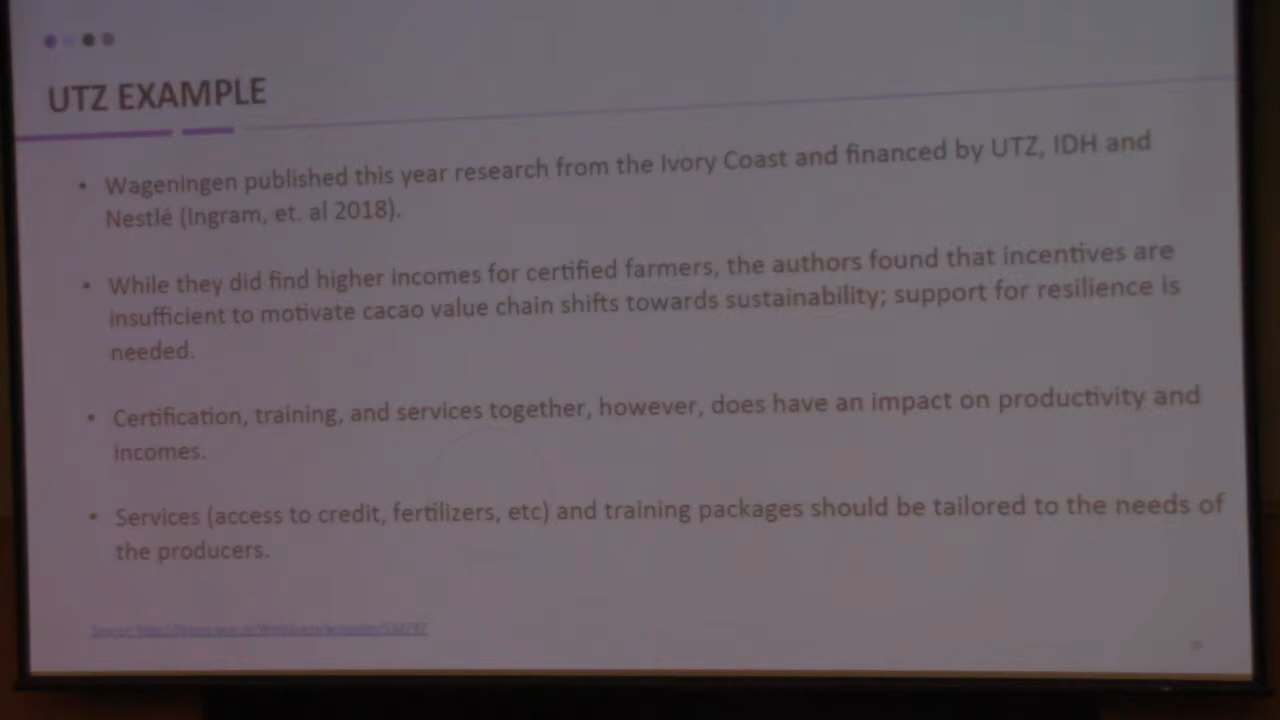 UTZ EXAMPLE
• Wageningen published this year research from the Ivory Coast and financed by UTZ, IDH and
Nestlé (Ingram, et. al 2018).
• While they did find higher incomes for certified farmers, the authors found that incentives are
insufficient to motivate cacao value chain shifts towards sustainability; support for resilience is
needed.
• Certification, training, and services together, however, does have an impact on productivity and
incomes.
• Services (access to credit, fertilizers, etc) and training packages should be tailored to the needs of
the producers.